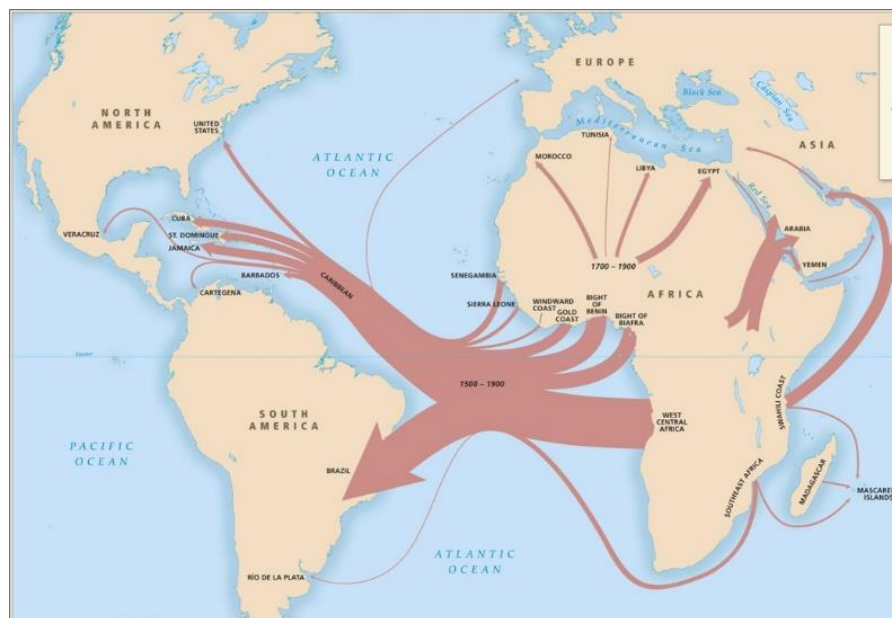 NORTH
AMERICA
UNITED
STATES
ATLANTIC
OCEAN
EUROPE
Black Sea
Caspian Sea
Mediterranean Sea
ASIA
TUNISIA
MOROCCO
LIBYA
EGYPT
Red Sea
ARABIA
YEMEN
CUBA
ST. DOMINGUE
JAMAICA
VERACRUZ
BARBADOS
CARTEGENA
CARIBBEAN
1700 – 1900
SENEGAMBIA
SIERRA LEONE
WINDWARD
COAST
GOLD
COAST
BIGHT
OF
BENIN
BIGHT
OF BIAFRA
AFRICA
Equator
1500 – 1900
SOUTH
AMERICA
WEST
CENTRAL
AFRICA
SWAHILI COAST
PACIFIC
OCEAN
BRAZIL
SOUTHEAST AFRICA
MADAGASCAR
MASCAREN
ISLANDS
ATLANTIC
OCEAN
RÍO DE LA PLATA